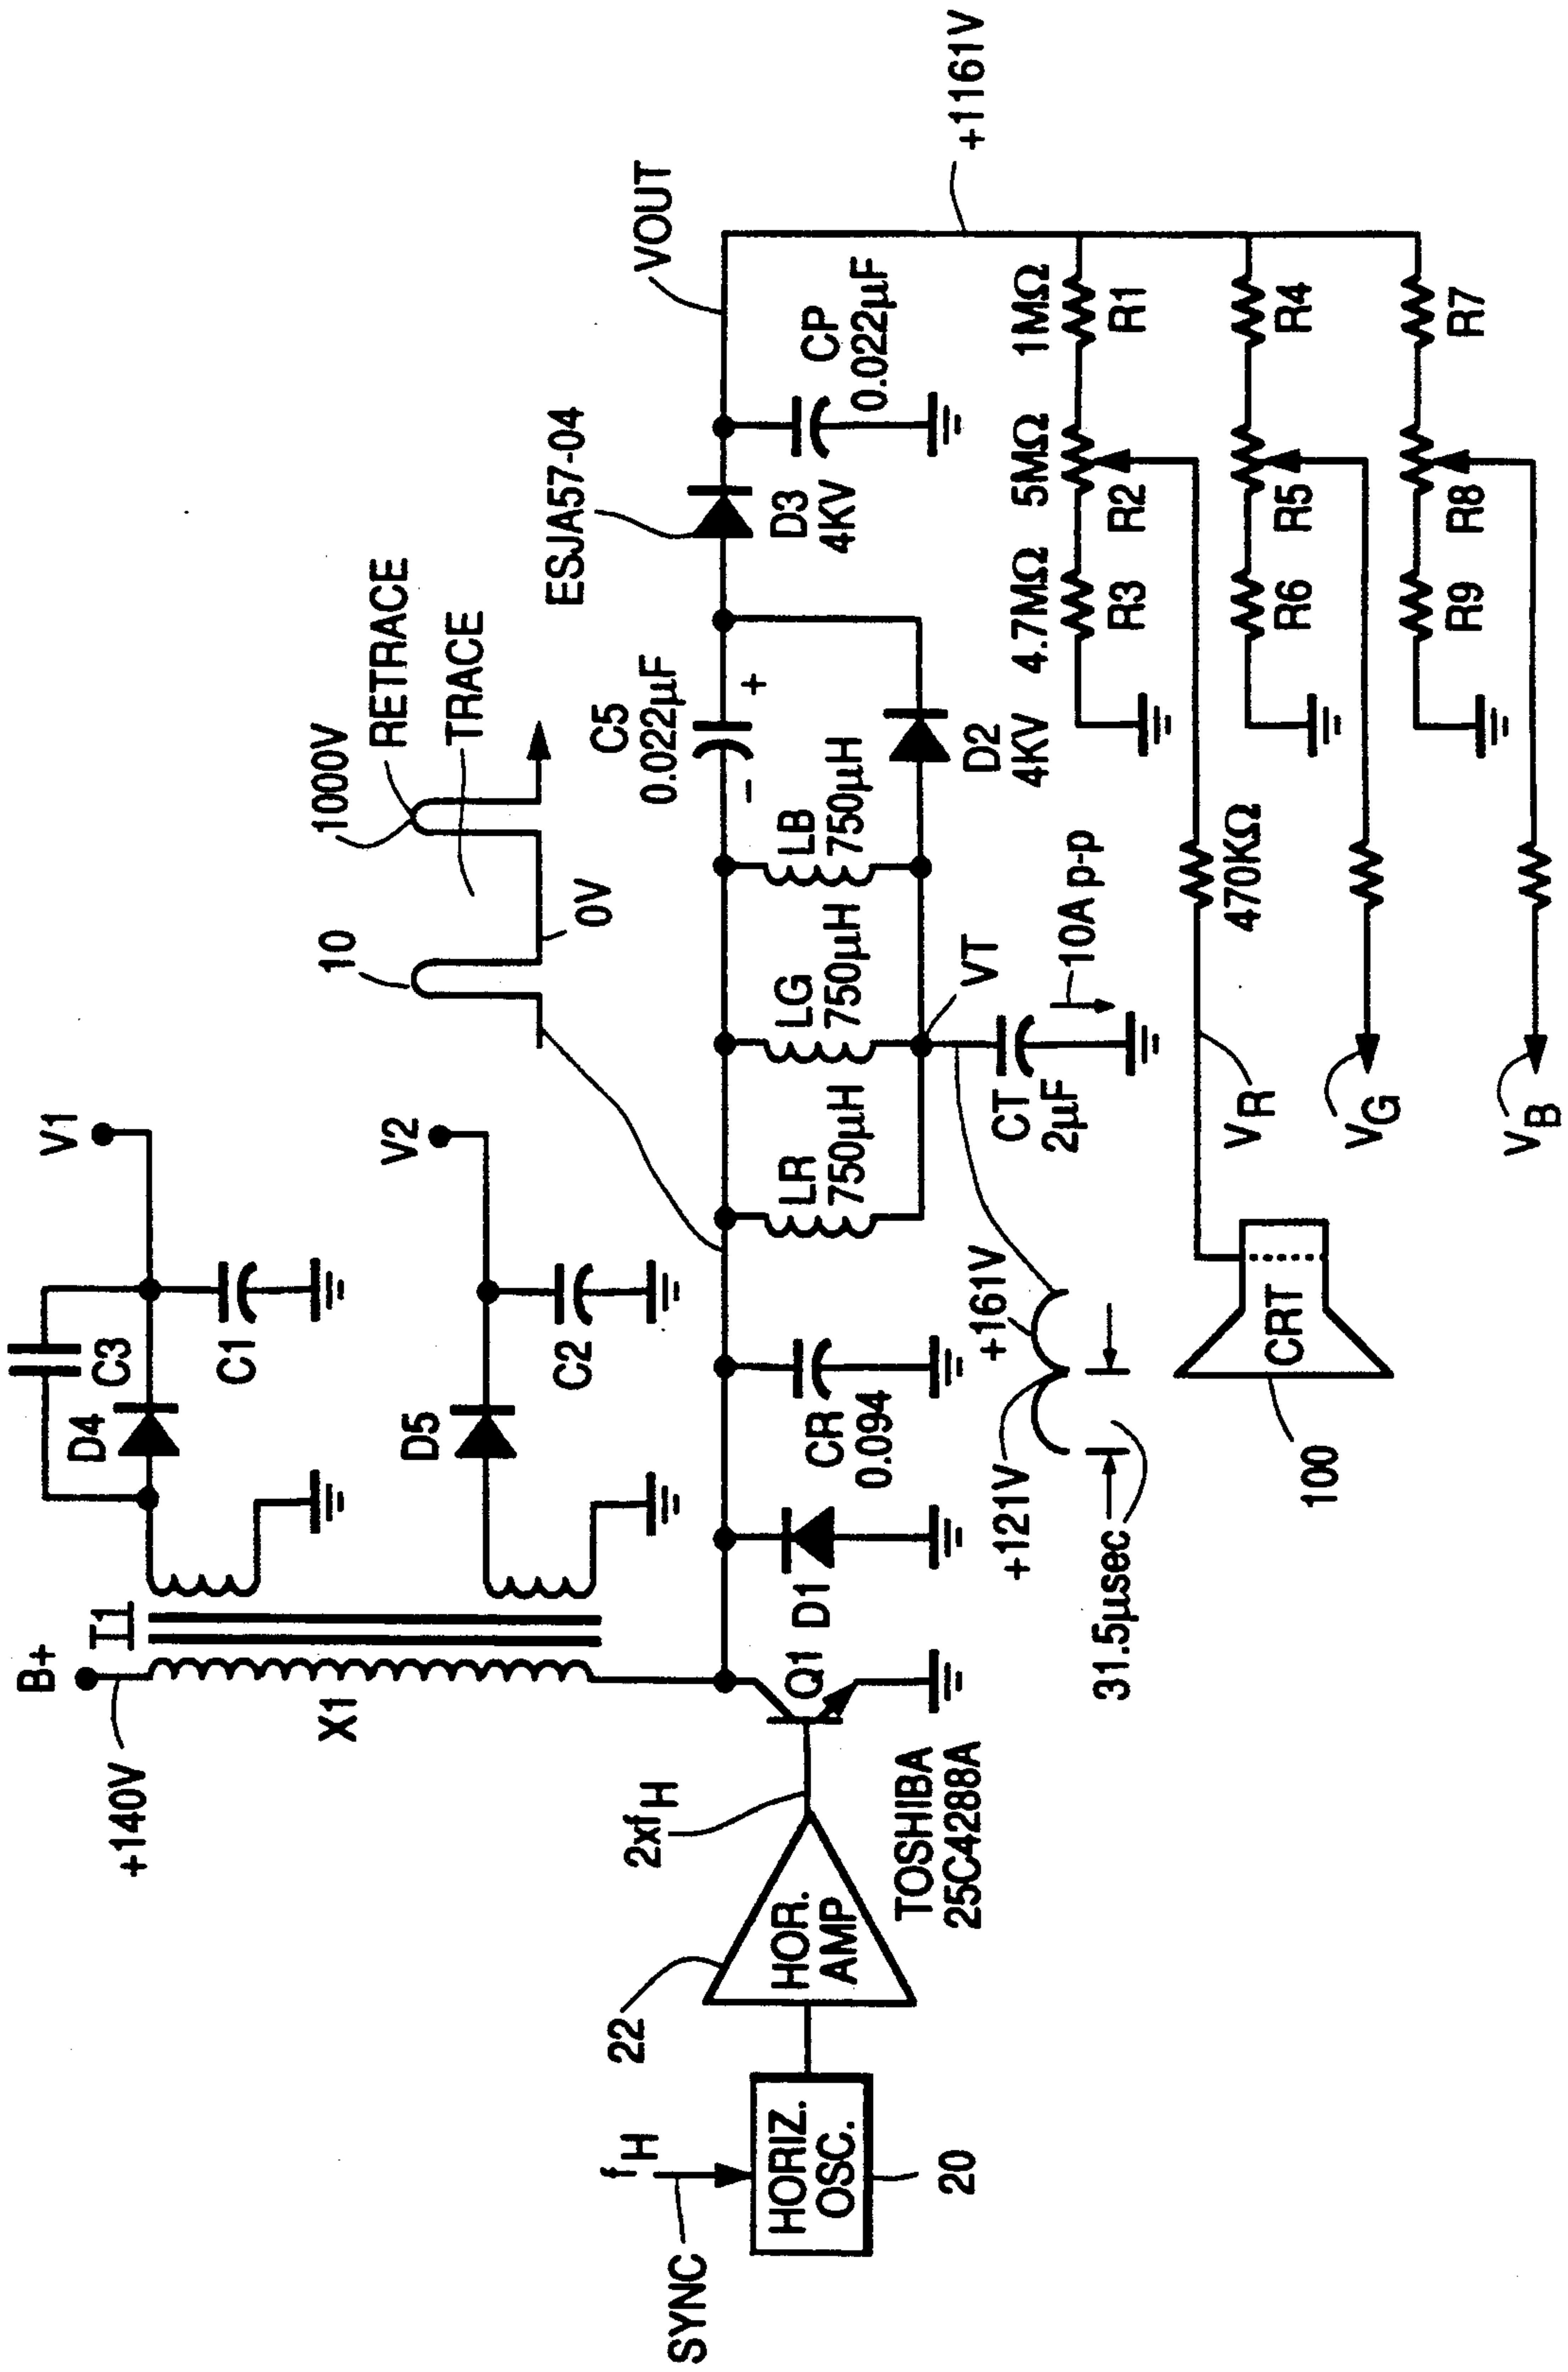 B+
+140V
T1
X1
D4
C3
C1
V1
D5
C2
V2
10
1000V
RETRACE
TRACE
0V
SYNC
fH
HORIZ.
OSC.
20
22
HOR.
AMP
2xfH
TOSHIBA
25C4288A
Q1
D1
CR
0.094
LR
750µH
LG
750µH
LB
750µH
C5
0.022µF
−
+
ESJA57-04
D3
4KV
D2
4KV
CP
0.022µF
VOUT
+1161V
VT
CT
2µF
10A p-p
+161V
+121V
31.5µsec
4.7MΩ
5MΩ
1MΩ
R3
R2
R1
R6
R5
R4
R9
R8
R7
470KΩ
VR
VG
VB
CRT
100